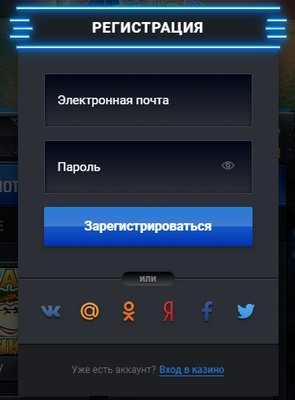 РЕГИСТРАЦИЯ
Электронная почта
Пароль
Зарегистрироваться
или
Уже есть аккаунт? Вход в казино